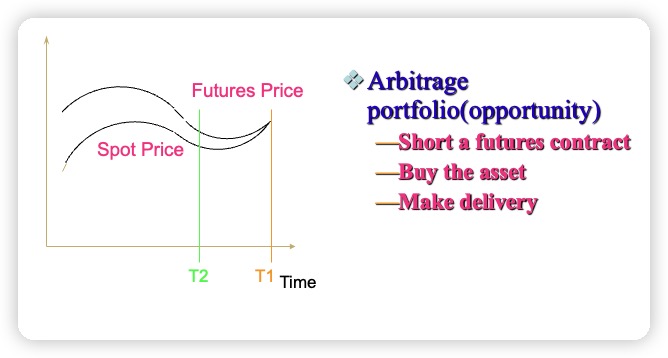 Futures Price
Spot Price
T2
T1
Time
Arbitrage
portfolio(opportunity)
—Short a futures contract
—Buy the asset
—Make delivery